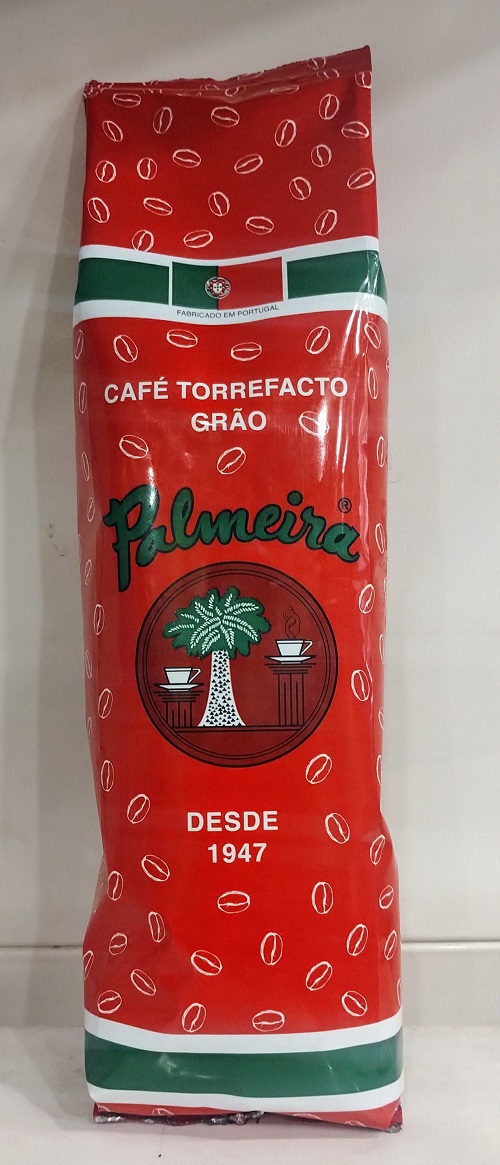 FABRICADO EM PORTUGAL
CAFÉ TORREFACTO
GRÃO
Palmeira®
DESDE
1947